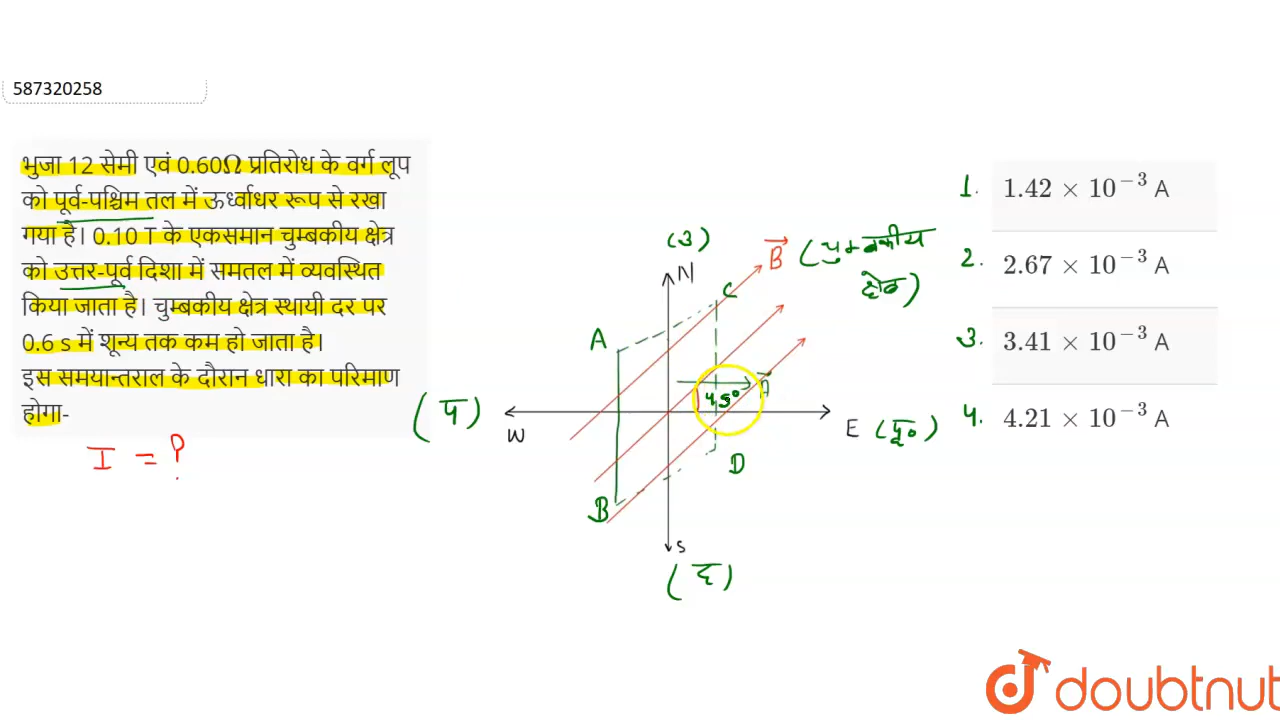 587320258
भुजा 12 सेमी एवं 0.60Ω प्रतिरोध के वर्ग लूप
को पूर्व-पश्चिम तल में ऊर्ध्वाधर रूप से रखा
गया है। 0.10 T के एकसमान चुम्बकीय क्षेत्र
को उत्तर-पूर्व दिशा में समतल में व्यवस्थित
किया जाता है। चुम्बकीय क्षेत्र स्थायी दर पर
0.6 s में शून्य तक कम हो जाता है।
इस समयान्तराल के दौरान धारा का परिमाण
होगा-
I = ?
(उ)
N
B⃗ (चुम्बकीय
क्षेत्र)
C
A
45°
(प)
W
E (पू०)
B
D
S
(द)
1. 1.42 × 10⁻³ A
2. 2.67 × 10⁻³ A
3. 3.41 × 10⁻³ A
4. 4.21 × 10⁻³ A
doubtnut